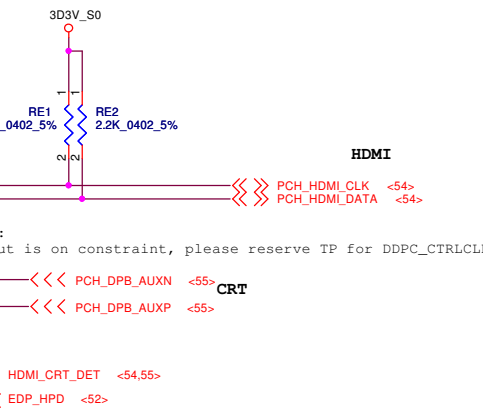 3D3V_S0
1 1
RE1 RE2
_0402_5% 2.2K_0402_5%
2 2
HDMI
PCH_HDMI_CLK <54>
PCH_HDMI_DATA <54>
:
ut is on constraint, please reserve TP for DDPC_CTRLCL
PCH_DPB_AUXN <55>
CRT
PCH_DPB_AUXP <55>
HDMI_CRT_DET <54,55>
EDP_HPD <52>